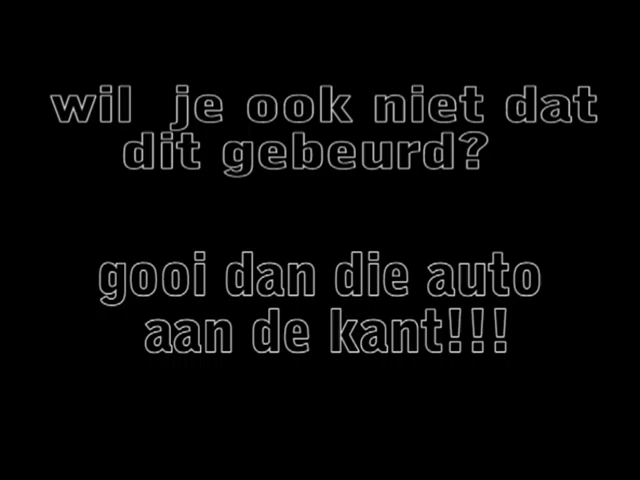 wil je ook niet dat
dit gebeurd?
gooi dan die auto
aan de kant!!!